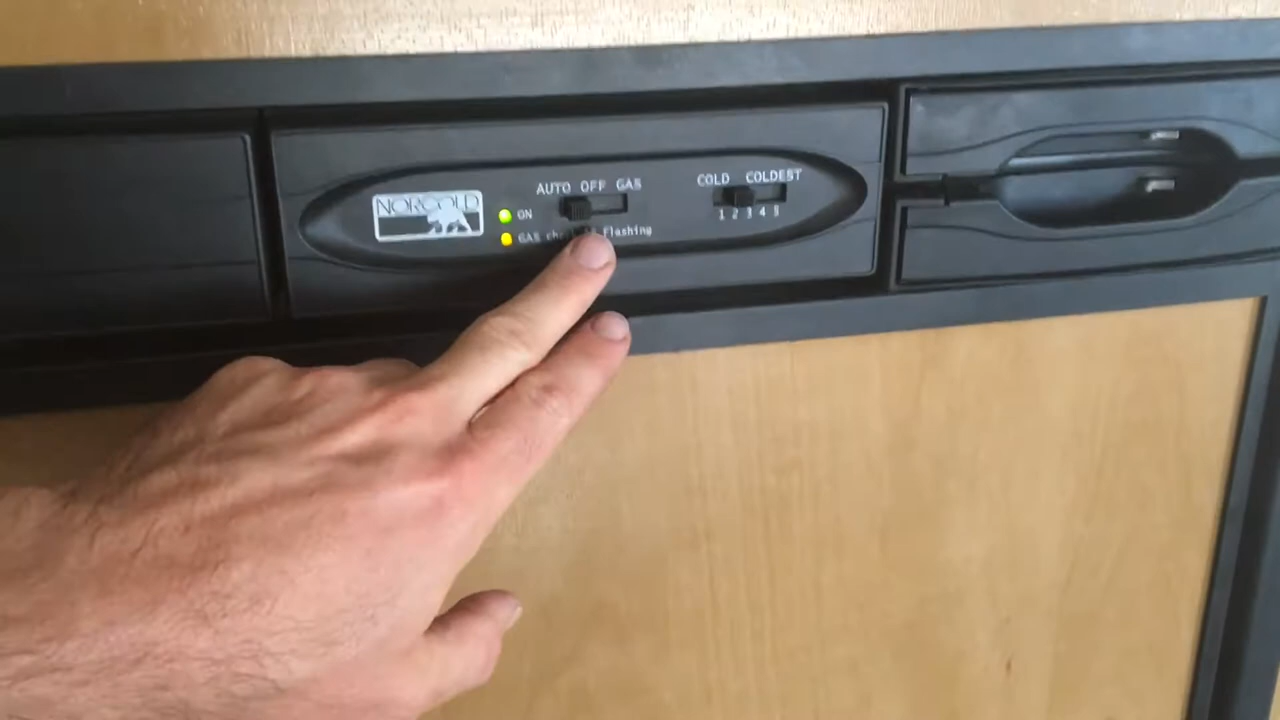 NORCOLD
AUTO OFF GAS
ON
GAS Flashing
COLD COLDEST
1 2 3 4 5